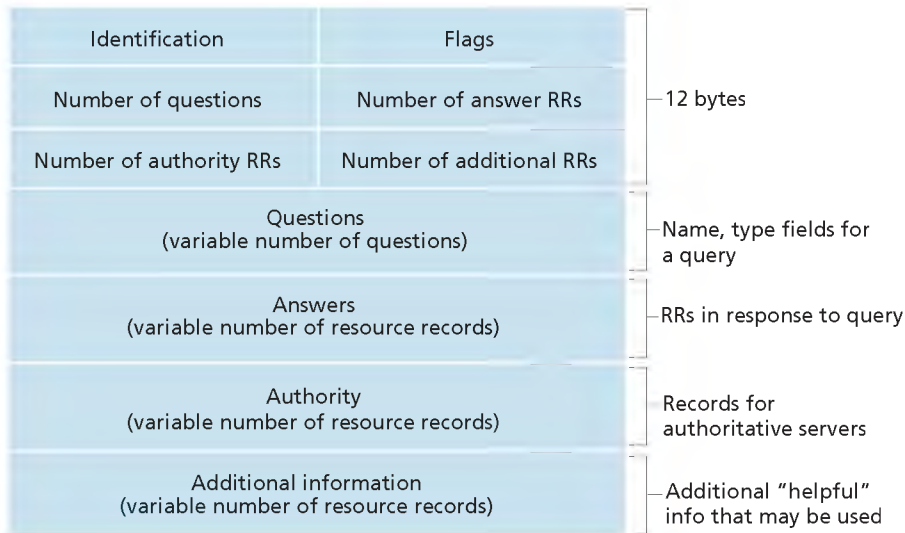 Identification
Flags
Number of questions
Number of answer RRs
12 bytes
Number of authority RRs
Number of additional RRs
Questions
(variable number of questions)
Name, type fields for
a query
Answers
(variable number of resource records)
RRs in response to query
Authority
(variable number of resource records)
Records for
authoritative servers
Additional information
(variable number of resource records)
Additional “helpful”
info that may be used